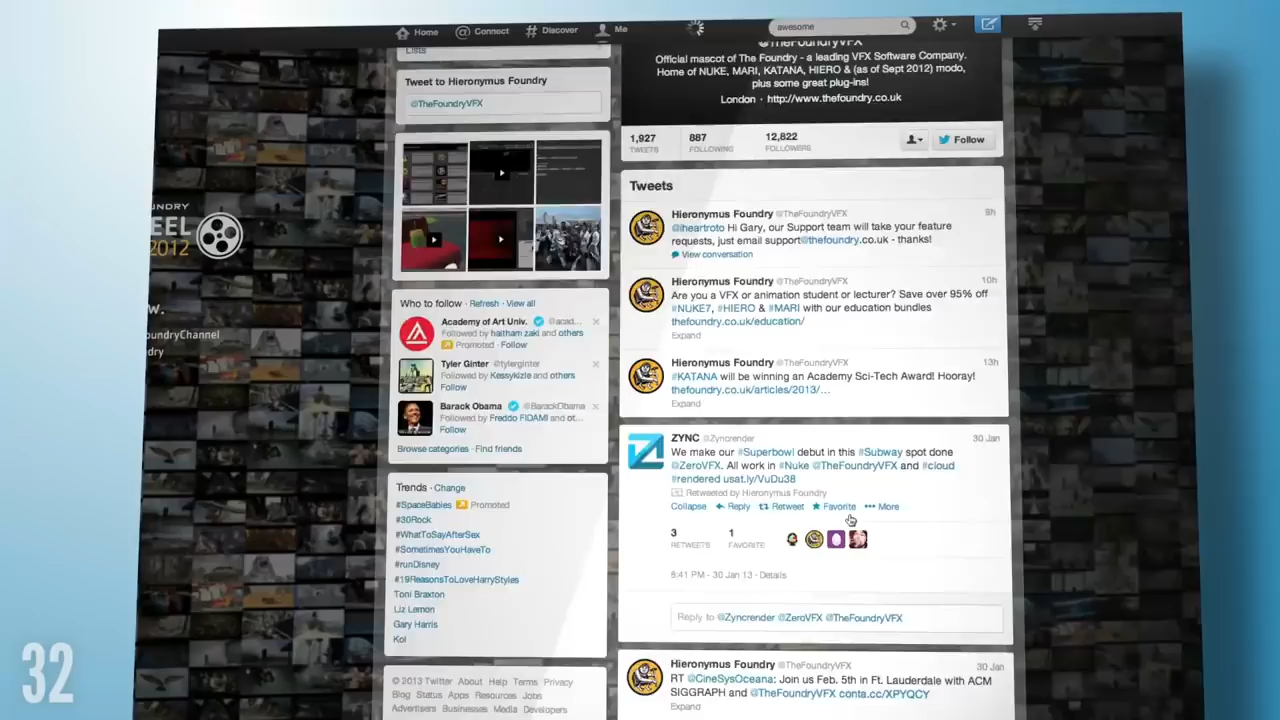 Home
Connect
Discover
Me
awesome
Lists
Tweet to Hieronymus Foundry
@TheFoundryVFX
UNDRY
EEL
2012
w.
oundryChannel
dry
Who to follow · Refresh · View all
Academy of Art Univ. @acad...
Followed by haitham zaki and others
Promoted · Follow
Tyler Ginter @tylerginter
Followed by Kessykizle and others
Follow
Barack Obama @BarackObama
Followed by Freddo FIOAMI and ot...
Follow
Browse categories · Find friends
Trends · Change
#SpaceBabies Promoted
#30Rock
#WhatToSayAfterSex
#SometimesYouHaveTo
#runDisney
#19ReasonsToLoveHarryStyles
Toni Braxton
Liz Lemon
Gary Harris
Kol
© 2013 Twitter About Help Terms Privacy
Blog Status Apps Resources Jobs
Advertisers Businesses Media Developers
@TheFoundryVFX
Official mascot of The Foundry - a leading VFX Software Company.
Home of NUKE, MARI, KATANA, HIERO & (as of Sept 2012) modo,
plus some great plug-ins!
London · http://www.thefoundry.co.uk
1,927 887 12,822
TWEETS FOLLOWING FOLLOWERS
Follow
Tweets
Hieronymus Foundry @TheFoundryVFX 9h
@iheartroto Hi Gary, our Support team will take your feature
requests, just email support@thefoundry.co.uk - thanks!
View conversation
Hieronymus Foundry @TheFoundryVFX 10h
Are you a VFX or animation student or lecturer? Save over 95% off
#NUKE7, #HIERO & #MARI with our education bundles
thefoundry.co.uk/education/
Expand
Hieronymus Foundry @TheFoundryVFX 13h
#KATANA will be winning an Academy Sci-Tech Award! Hooray!
thefoundry.co.uk/articles/2013/...
Expand
ZYNC @Zyncrender 30 Jan
We make our #Superbowl debut in this #Subway spot done
@ZeroVFX. All work in #Nuke @TheFoundryVFX and #cloud
#rendered usat.ly/VuDu38
Retweeted by Hieronymus Foundry
Collapse Reply Retweet Favorite More
3 1
RETWEETS FAVORITE
8:41 PM - 30 Jan 13 · Details
Reply to @Zyncrender @ZeroVFX @TheFoundryVFX
Hieronymus Foundry @TheFoundryVFX 30 Jan
RT @CineSysOceana: Join us Feb. 5th in Ft. Lauderdale with ACM
SIGGRAPH and @TheFoundryVFX conta.cc/XPYQCY
Expand
32